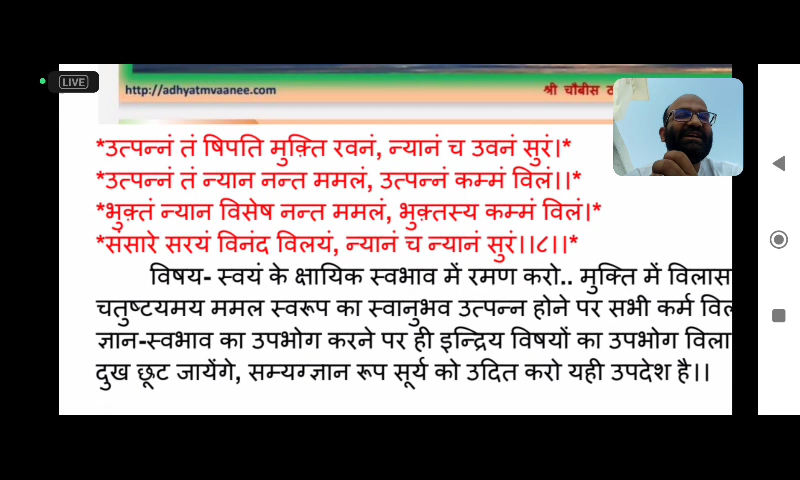 LIVE
http://adhyatmvaanee.com
श्री चौबीस
*उत्पन्नं तं षिपति मुक़्ति रवनं, न्यानं च उवनं सुरं।*
*उत्पन्नं तं न्यान नन्त ममलं, उत्पन्नं कम्मं विलं।।*
*भुक़्तं न्यान विसेष नन्त ममलं, भुक़्तस्य कम्मं विलं।*
*संसारे सरयं विनंद विलयं, न्यानं च न्यानं सुरं।।८।।*
विषय- स्वयं के क्षायिक स्वभाव में रमण करो.. मुक्ति में विलास
चतुष्टयमय ममल स्वरूप का स्वानुभव उत्पन्न होने पर सभी कर्म
ज्ञान-स्वभाव का उपभोग करने पर ही इन्द्रिय विषयों का उपभोग
दुख छूट जायेंगे, सम्यग्ज्ञान रूप सूर्य को उदित करो यही उपदेश है।।